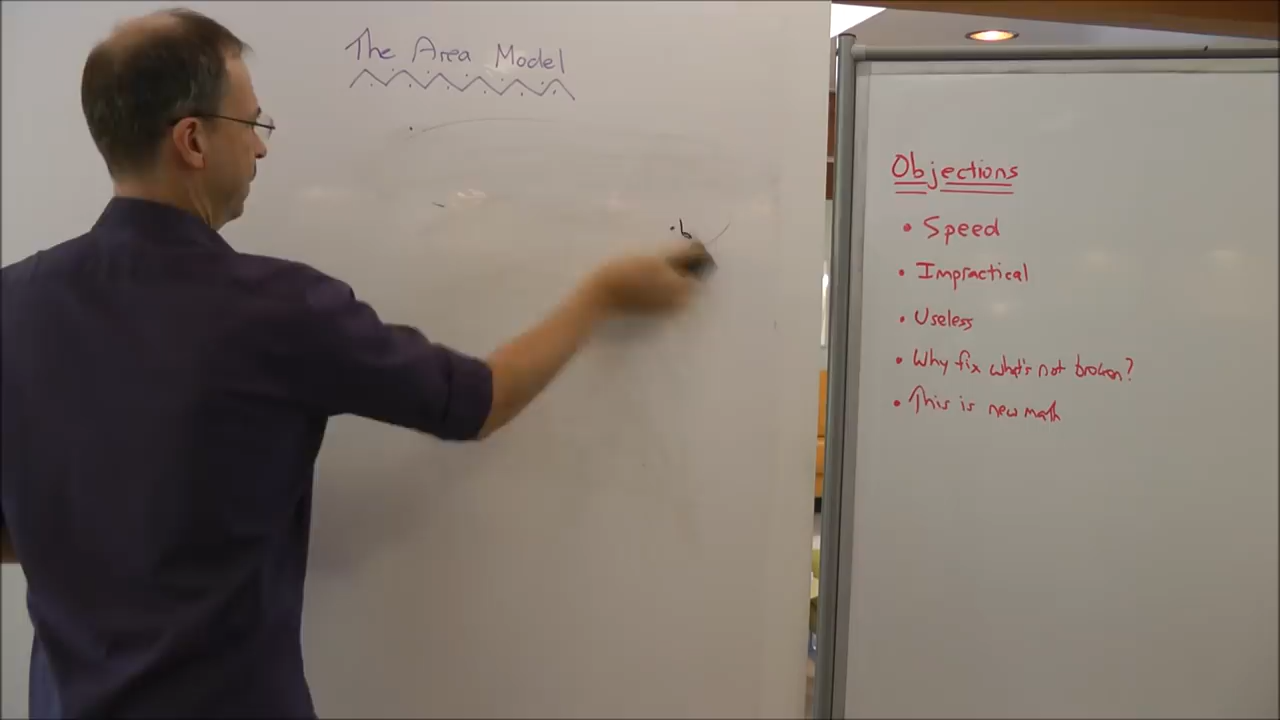 The Area Model
Objections
• Speed
• Impractical
• Useless
• Why fix what's not broken?
• This is new math